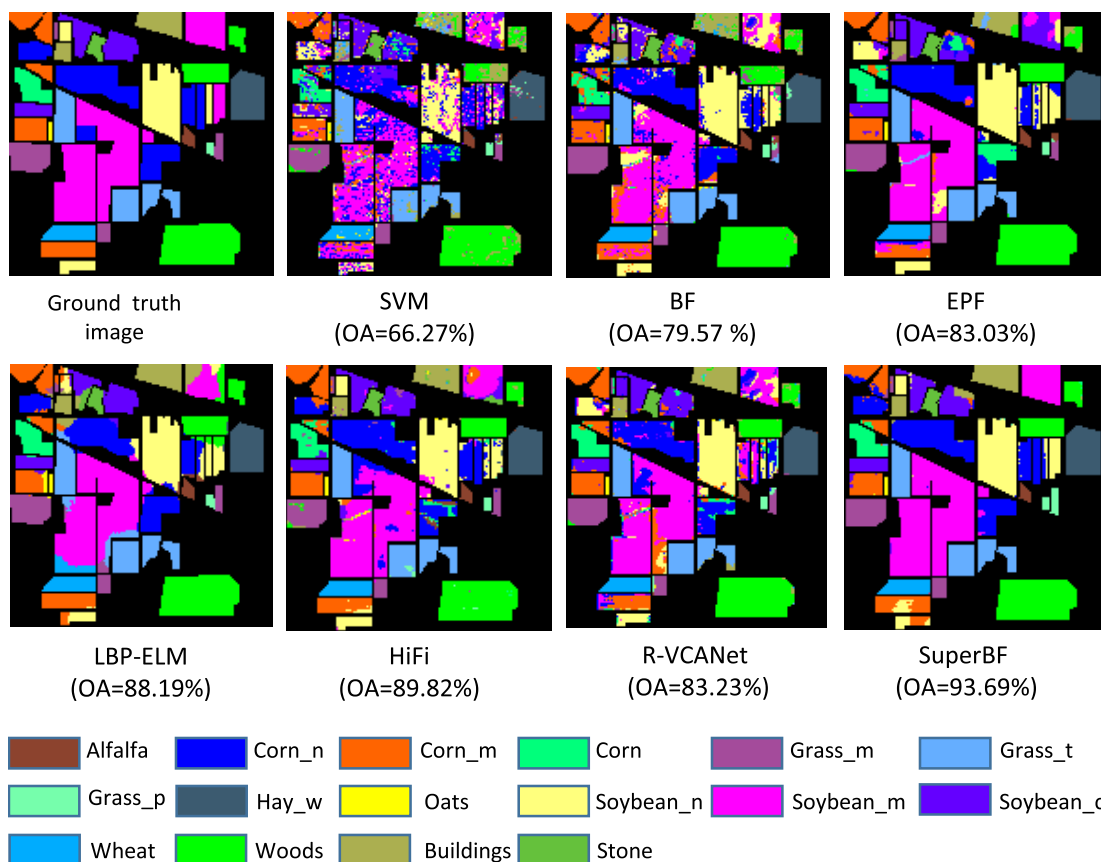 Ground truth
image
SVM
(OA=66.27%)
BF
(OA=79.57 %)
EPF
(OA=83.03%)
LBP-ELM
(OA=88.19%)
HiFi
(OA=89.82%)
R-VCANet
(OA=83.23%)
SuperBF
(OA=93.69%)
Alfalfa Corn_n Corn_m Corn Grass_m Grass_t
Grass_p Hay_w Oats Soybean_n Soybean_m Soybean_c
Wheat Woods Buildings Stone